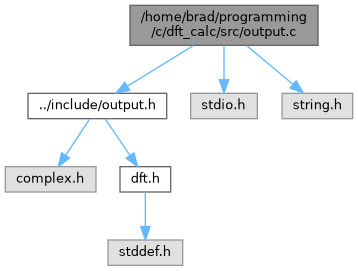 /home/brad/programming
/c/dft_calc/src/output.c
../include/output.h
stdio.h
string.h
complex.h
dft.h
stddef.h